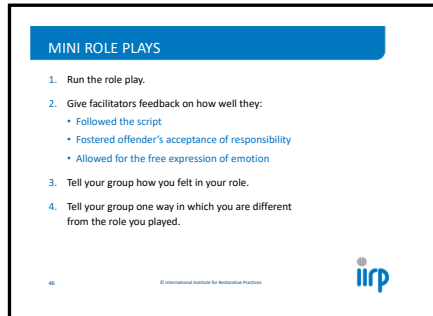 MINI ROLE PLAYS
1. Run the role play.
2. Give facilitators feedback on how well they:
• Followed the script
• Fostered offender's acceptance of responsibility
• Allowed for the free expression of emotion
3. Tell your group how you felt in your role.
4. Tell your group one way in which you are different
from the role you played.
46
© International Institute for Restorative Practices
iirp